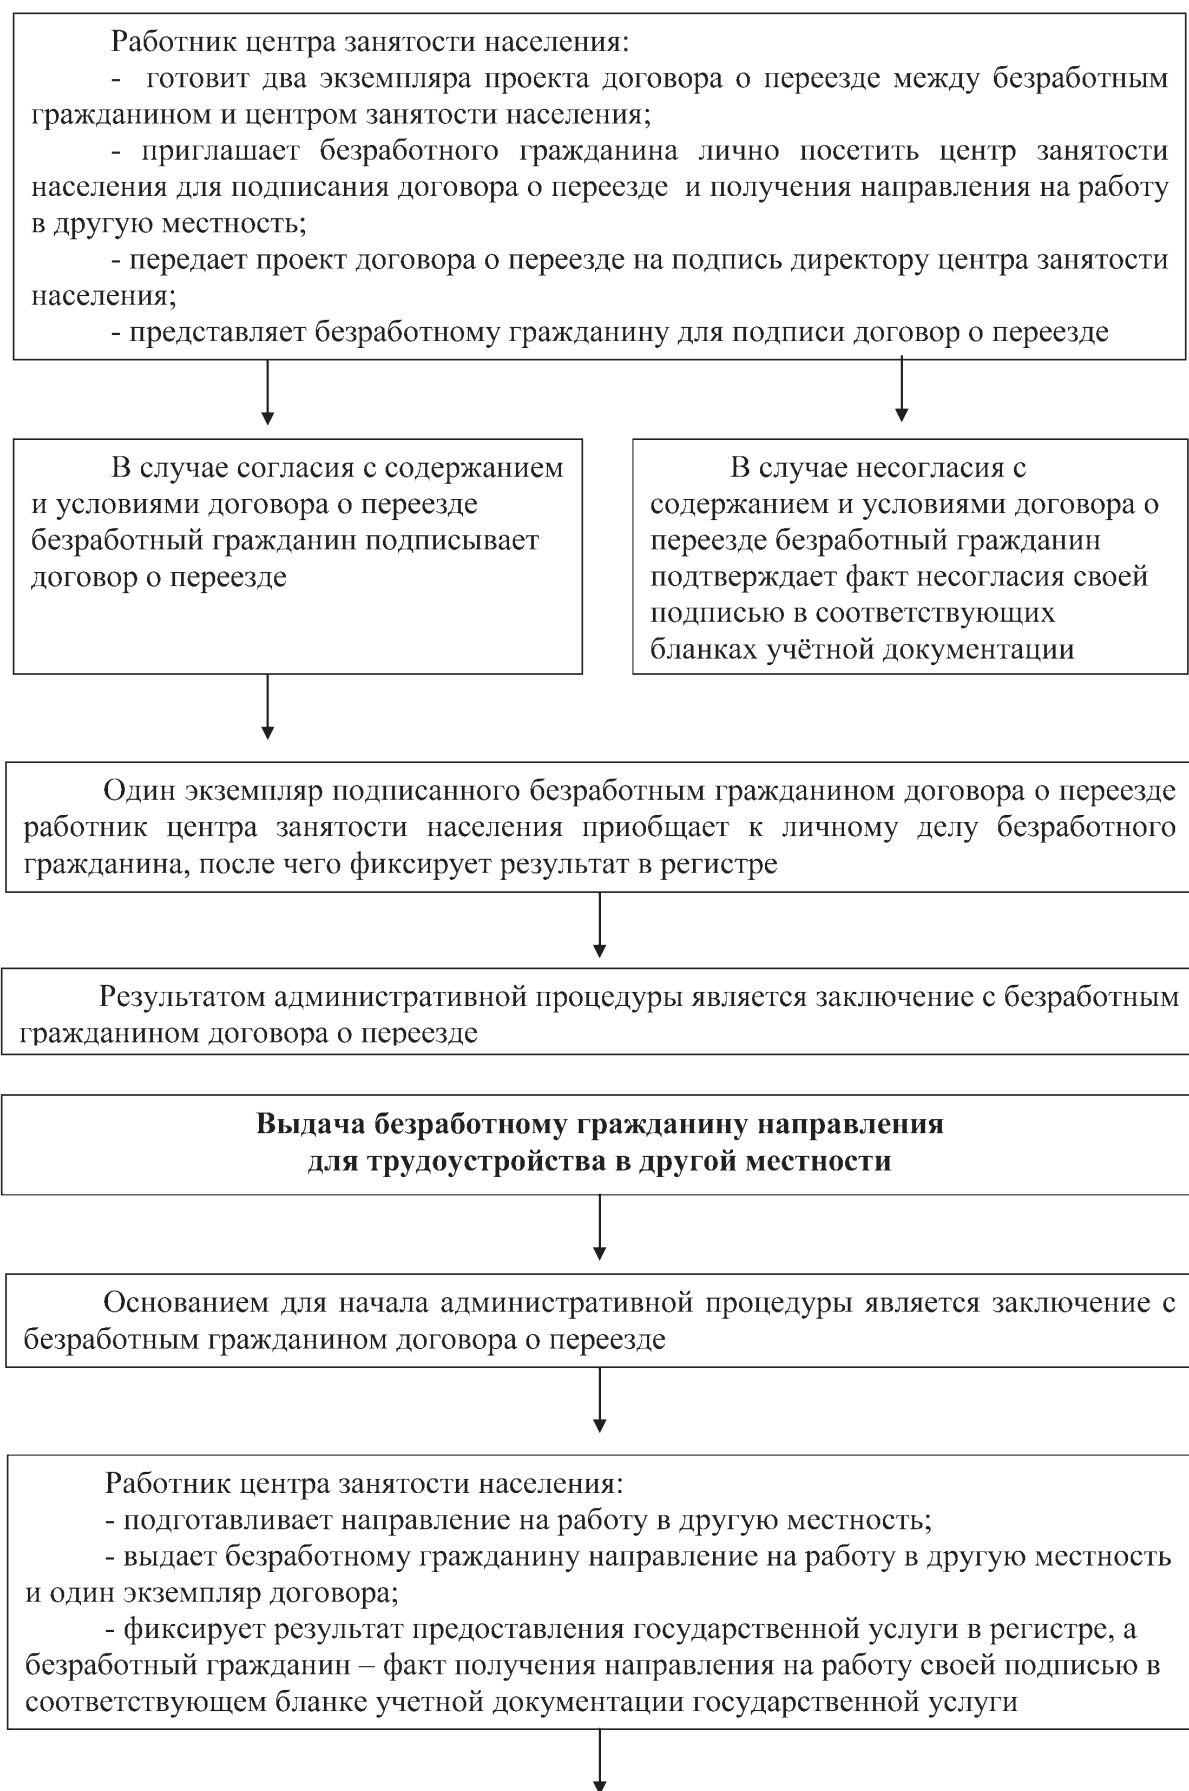 Работник центра занятости населения:
- готовит два экземпляра проекта договора о переезде между безработным
гражданином и центром занятости населения;
- приглашает безработного гражданина лично посетить центр занятости
населения для подписания договора о переезде и получения направления на работу
в другую местность;
- передает проект договора о переезде на подпись директору центра занятости
населения;
- представляет безработному гражданину для подписи договор о переезде
В случае согласия с содержанием
и условиями договора о переезде
безработный гражданин подписывает
договор о переезде
В случае несогласия с
содержанием и условиями договора о
переезде безработный гражданин
подтверждает факт несогласия своей
подписью в соответствующих
бланках учётной документации
Один экземпляр подписанного безработным гражданином договора о переезде
работник центра занятости населения приобщает к личному делу безработного
гражданина, после чего фиксирует результат в регистре
Результатом административной процедуры является заключение с безработным
гражданином договора о переезде
Выдача безработному гражданину направления
для трудоустройства в другой местности
Основанием для начала административной процедуры является заключение с
безработным гражданином договора о переезде
Работник центра занятости населения:
- подготавливает направление на работу в другую местность;
- выдает безработному гражданину направление на работу в другую местность
и один экземпляр договора;
- фиксирует результат предоставления государственной услуги в регистре, а
безработный гражданин – факт получения направления на работу своей подписью в
соответствующем бланке учетной документации государственной услуги